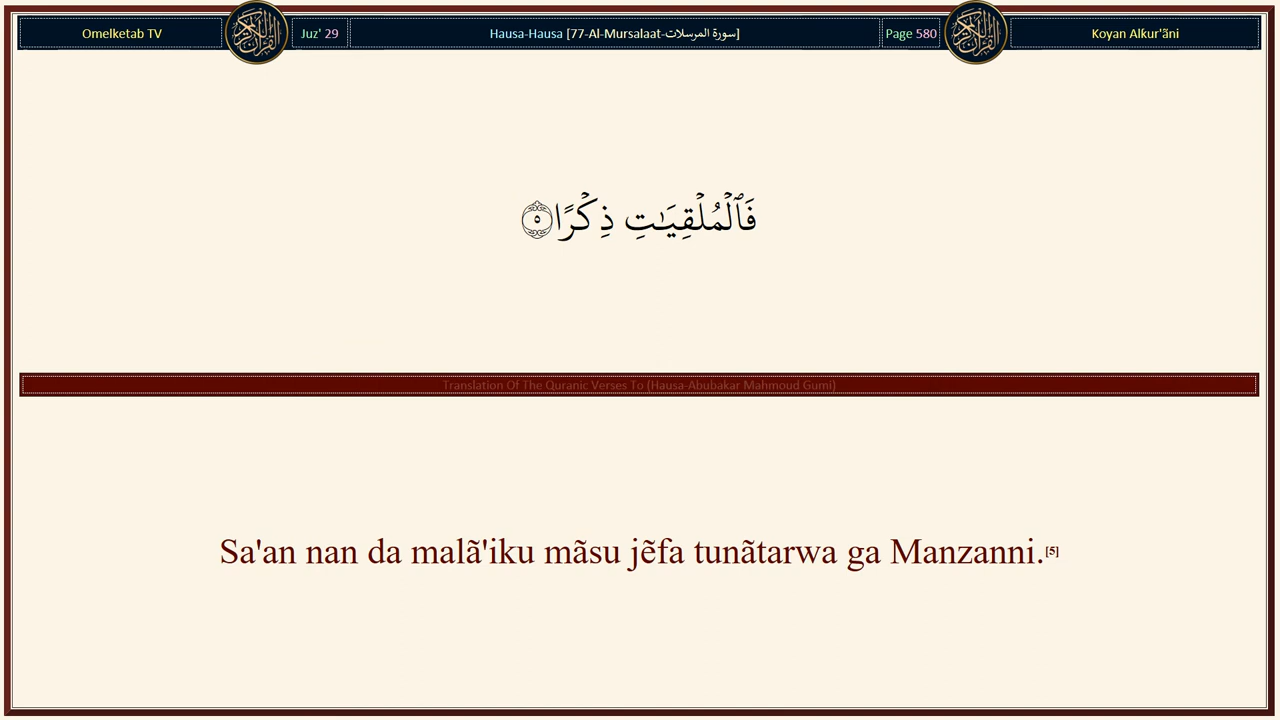 Omelketab TV
Juz' 29
Hausa-Hausa [77-Al-Mursalaat-سورة المرسلات]
Page 580
Koyan Alƙur'ãni
فَٱلْمُلْقِيَـٰتِ ذِكْرًا ٥
Translation Of The Quranic Verses To (Hausa-Abubakar Mahmoud Gumi)
Sa'an nan da malã'iku mãsu jẽfa tunãtarwa ga Manzanni.[5]